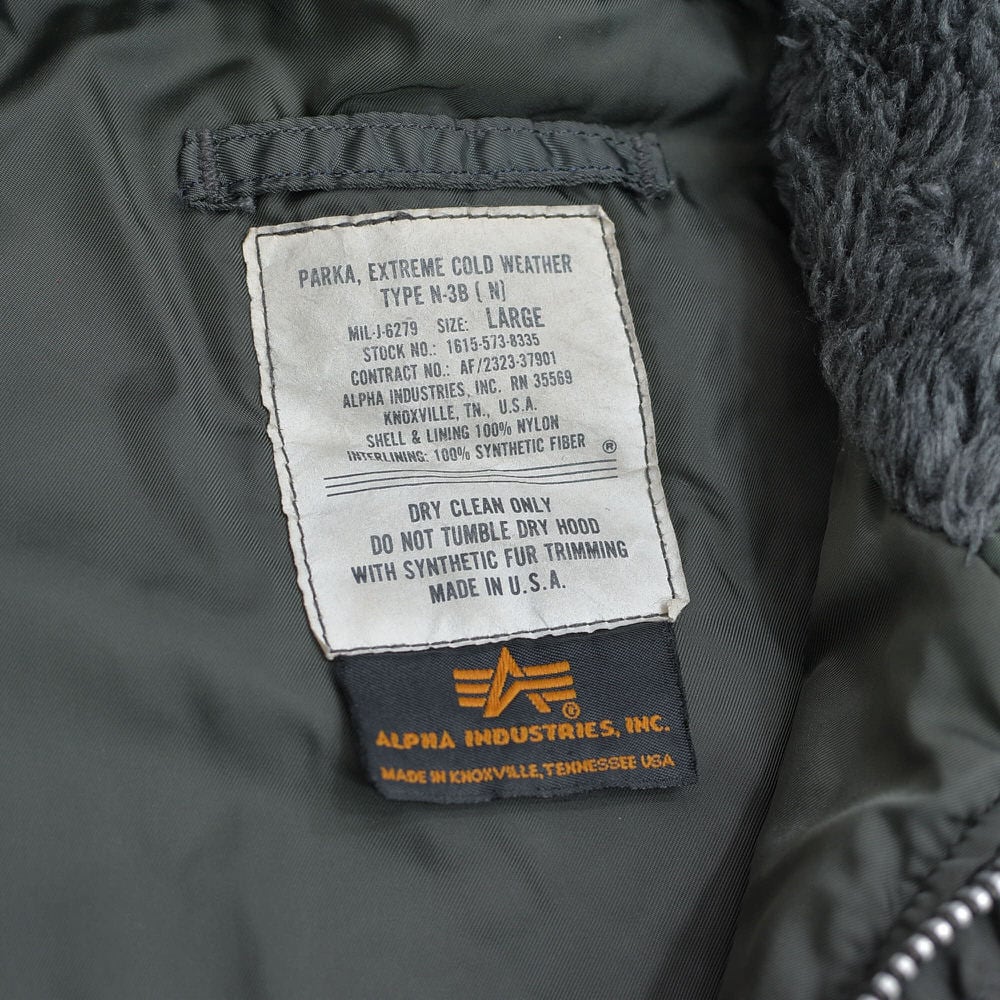 PARKA, EXTREME COLD WEATHER
TYPE N-3B ( N)
MIL-J-6279 SIZE: LARGE
STOCK NO.: 1615-573-8335
CONTRACT NO.: AF/2323-37901
ALPHA INDUSTRIES, INC. RN 35569
KNOXVILLE, TN., U.S.A.
SHELL & LINING 100% NYLON
INTERLINING: 100% SYNTHETIC FIBER ®
DRY CLEAN ONLY
DO NOT TUMBLE DRY HOOD
WITH SYNTHETIC FUR TRIMMING
MADE IN U.S.A.
®
ALPHA INDUSTRIES, INC.
MADE IN KNOXVILLE, TENNESSEE USA